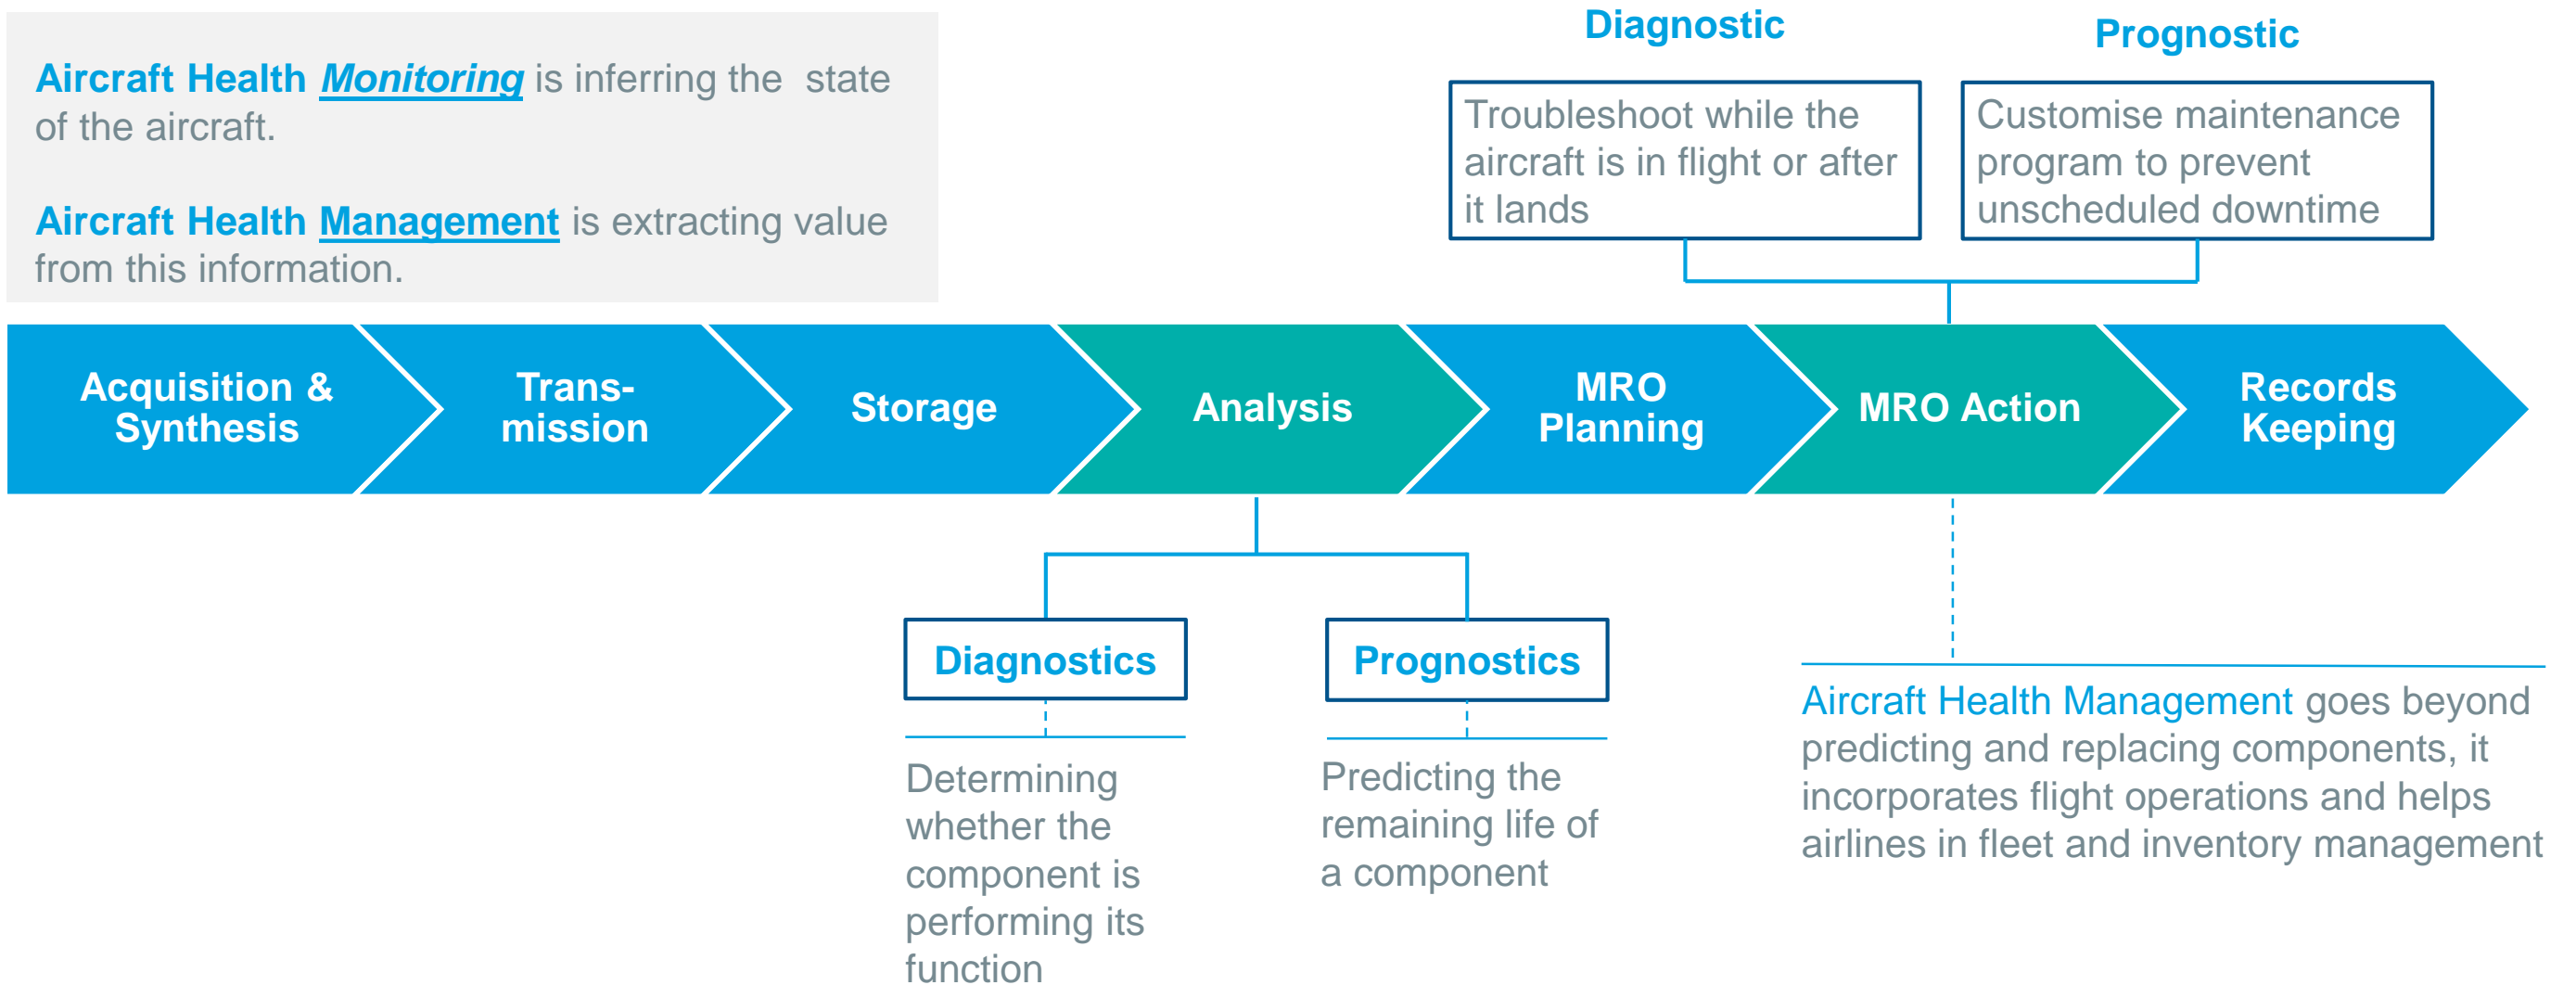 Aircraft Health Monitoring is inferring the state
of the aircraft.
Aircraft Health Management is extracting value
from this information.
Diagnostic
Troubleshoot while the
aircraft is in flight or after
it lands
Prognostic
Customise maintenance
program to prevent
unscheduled downtime
Acquisition &
Synthesis
Trans-
mission
Storage
Analysis
MRO
Planning
MRO Action
Records
Keeping
Diagnostics
Determining
whether the
component is
performing its
function
Prognostics
Predicting the
remaining life of
a component
Aircraft Health Management goes beyond
predicting and replacing components, it
incorporates flight operations and helps
airlines in fleet and inventory management